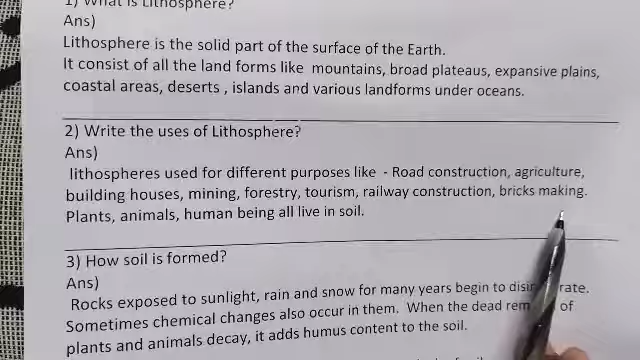 1) What is Lithosphere?
Ans)
Lithosphere is the solid part of the surface of the Earth.
It consist of all the land forms like mountains, broad plateaus, expansive plains,
coastal areas, deserts , islands and various landforms under oceans.
2) Write the uses of Lithosphere?
Ans)
lithospheres used for different purposes like - Road construction, agriculture,
building houses, mining, forestry, tourism, railway construction, bricks making.
Plants, animals, human being all live in soil.
3) How soil is formed?
Ans)
Rocks exposed to sunlight, rain and snow for many years begin to
Sometimes chemical changes also occur in them. When the dead of
plants and animals decay, it adds humus content to the soil.